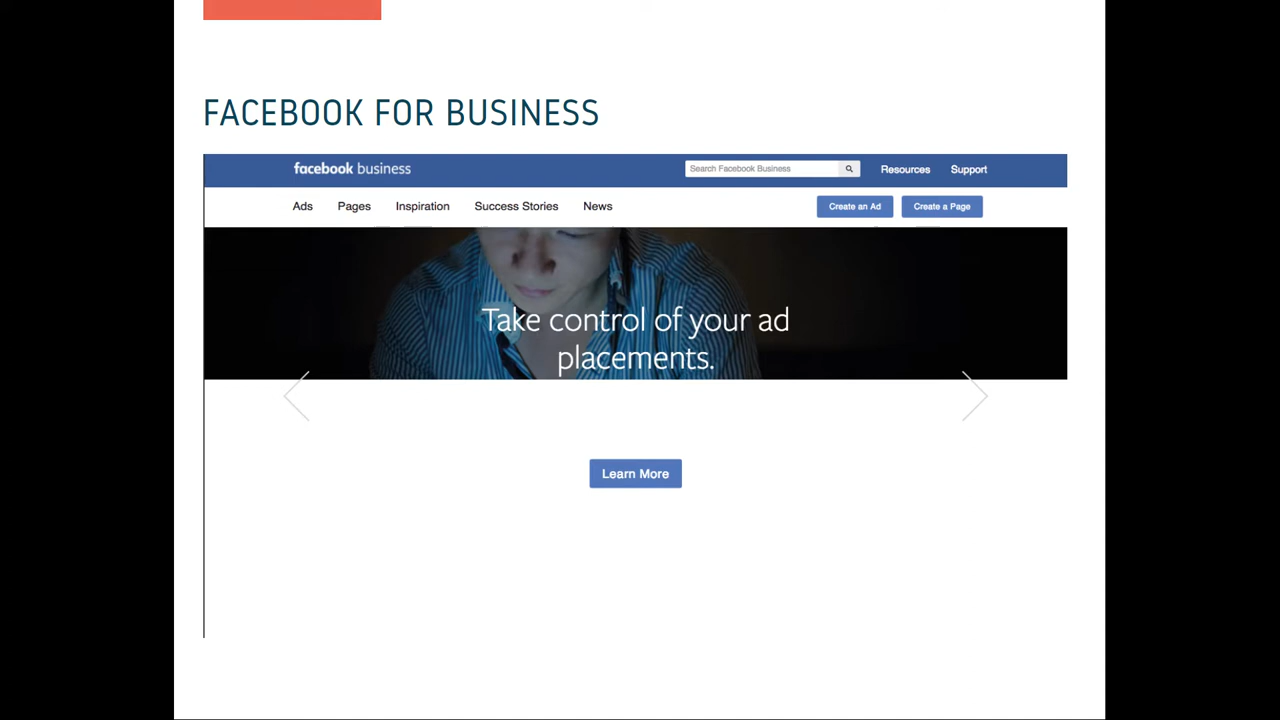 FACEBOOK FOR BUSINESS
facebook business
Search Facebook Business
Resources
Support
Ads
Pages
Inspiration
Success Stories
News
Create an Ad
Create a Page
Take control of your ad
placements.
Learn More